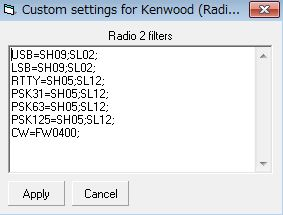 Custom settings for Kenwood (Radi...
Radio 2 filters
USB=SH09;SL02;
LSB=SH09;SL02;
RTTY=SH05;SL12;
PSK31=SH05;SL12;
PSK63=SH05;SL12;
PSK125=SH05;SL12;
CW=FW0400;
Apply
Cancel